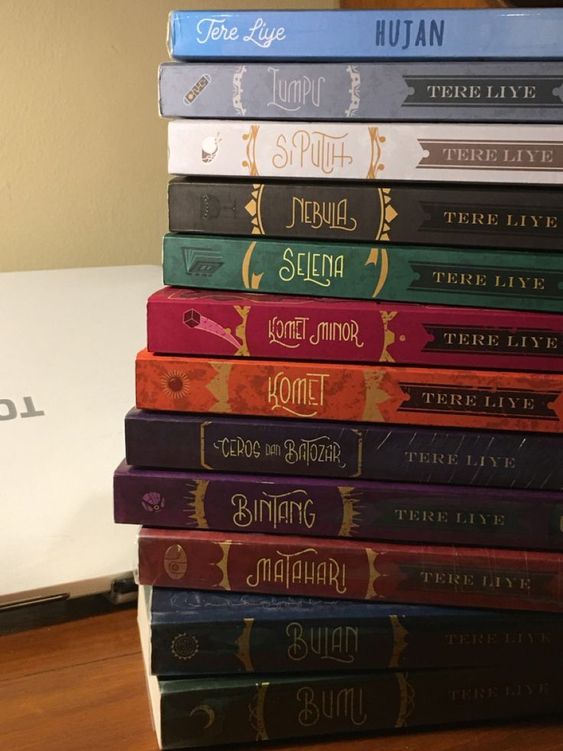 Tere Liye HUJAN
LUMPU TERE LIYE
SI PUTIH TERE LIYE
NEBULA TERE LIYE
SELENA TERE LIYE
KOMET MINOR TERE LIYE
KOMET TERE LIYE
CEROS DAN BATOZAR TERE LIYE
BINTANG TERE LIYE
MATAHARI TERE LIYE
BULAN TERE LIYE
BUMI TERE LIYE